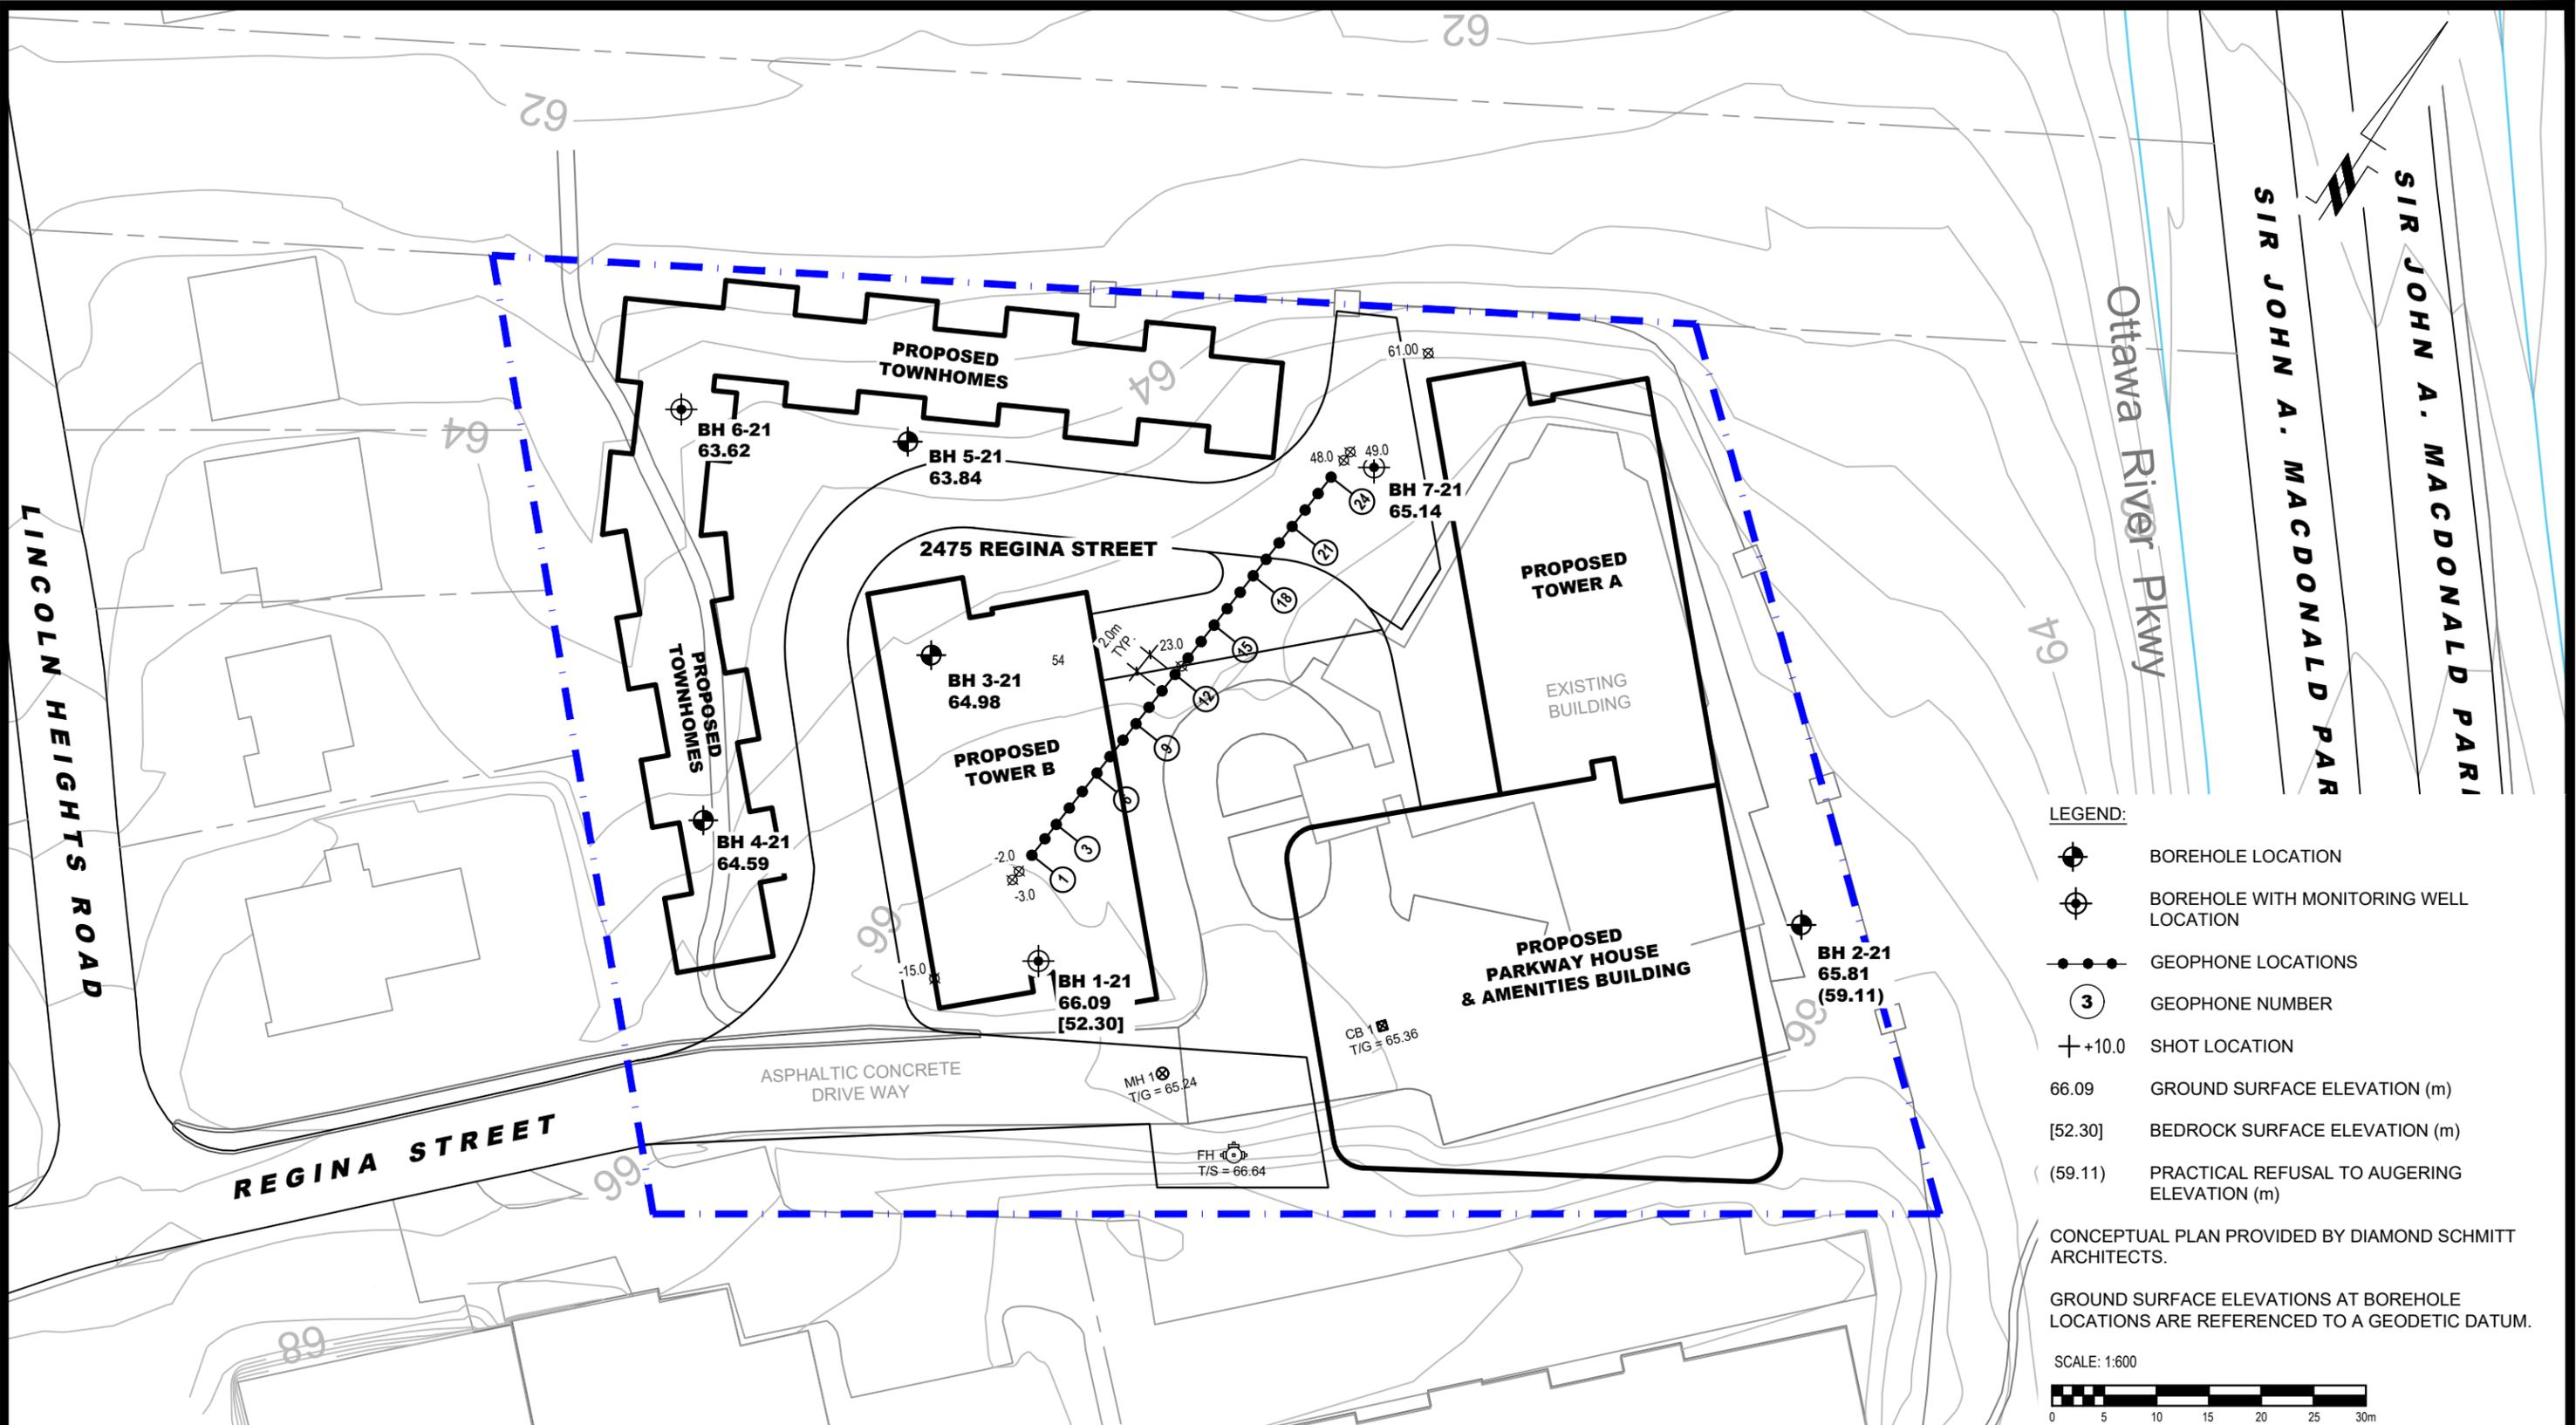 62
62
SIR JOHN A. MACDONALD PAR
SIR JOHN A. MACDONALD PAR
Ottawa River Pkwy
64
LINCOLN HEIGHTS ROAD
64
PROPOSED
TOWNHOMES
64
61.00
BH 6-21
63.62
BH 5-21
63.84
48.0
49.0
24
BH 7-21
65.14
2475 REGINA STREET
21
18
15
12
9
6
3
1
PROPOSED
TOWER A
EXISTING
BUILDING
2.0m
TYP.
23.0
54
BH 3-21
64.98
PROPOSED
TOWER B
PROPOSED
TOWNHOMES
BH 4-21
64.59
-2.0
-3.0
66
-15.0
BH 1-21
66.09
[52.30]
PROPOSED
PARKWAY HOUSE
& AMENITIES BUILDING
BH 2-21
65.81
(59.11)
66
CB 1
T/G = 65.36
ASPHALTIC CONCRETE
DRIVE WAY
MH 1
T/G = 65.24
FH
T/S = 66.64
REGINA STREET
66
68
LEGEND:
BOREHOLE LOCATION
BOREHOLE WITH MONITORING WELL
LOCATION
GEOPHONE LOCATIONS
3 GEOPHONE NUMBER
+10.0 SHOT LOCATION
66.09 GROUND SURFACE ELEVATION (m)
[52.30] BEDROCK SURFACE ELEVATION (m)
(59.11) PRACTICAL REFUSAL TO AUGERING
ELEVATION (m)
CONCEPTUAL PLAN PROVIDED BY DIAMOND SCHMITT
ARCHITECTS.
GROUND SURFACE ELEVATIONS AT BOREHOLE
LOCATIONS ARE REFERENCED TO A GEODETIC DATUM.
SCALE: 1:600
0 5 10 15 20 25 30m